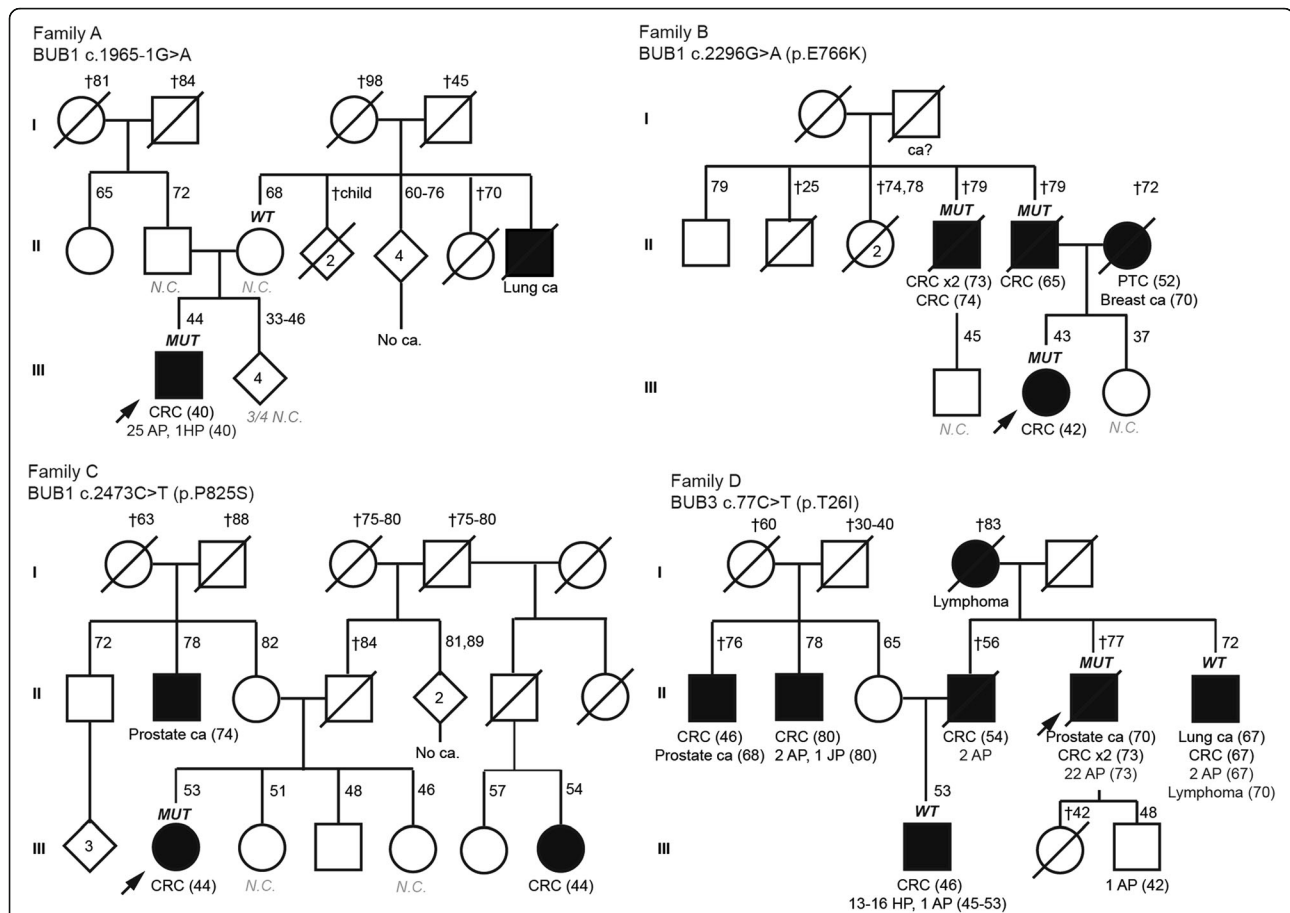 Family A
BUB1 c.1965-1G>A
†81 †84 †98 †45
I
65 72 68 †child 60-76 †70
WT
II
2 4
N.C. N.C. Lung ca
44 33-46 No ca.
MUT
III
4
CRC (40) 3/4 N.C.
25 AP, 1HP (40)
Family B
BUB1 c.2296G>A (p.E766K)
I
ca?
79 †25 †74,78 †79 †79 †72
MUT MUT
II
2
CRC x2 (73) CRC (65) PTC (52)
CRC (74) Breast ca (70)
45 43 37
MUT
III
N.C. CRC (42) N.C.
Family C
BUB1 c.2473C>T (p.P825S)
†63 †88 †75-80 †75-80
I
72 78 82 †84 81,89
II
2
Prostate ca (74) No ca.
53 51 48 46 57 54
MUT
III
3
CRC (44) N.C. N.C. CRC (44)
Family D
BUB3 c.77C>T (p.T26I)
†60 †30-40 †83
I
Lymphoma
†76 78 65 †56 †77 72
MUT WT
II
CRC (46) CRC (80) CRC (54) Prostate ca (70) Lung ca (67)
Prostate ca (68) 2 AP, 1 JP (80) 2 AP CRC x2 (73) CRC (67)
22 AP (73) 2 AP (67)
Lymphoma (70)
53 †42 48
WT
III
CRC (46) 1 AP (42)
13-16 HP, 1 AP (45-53)